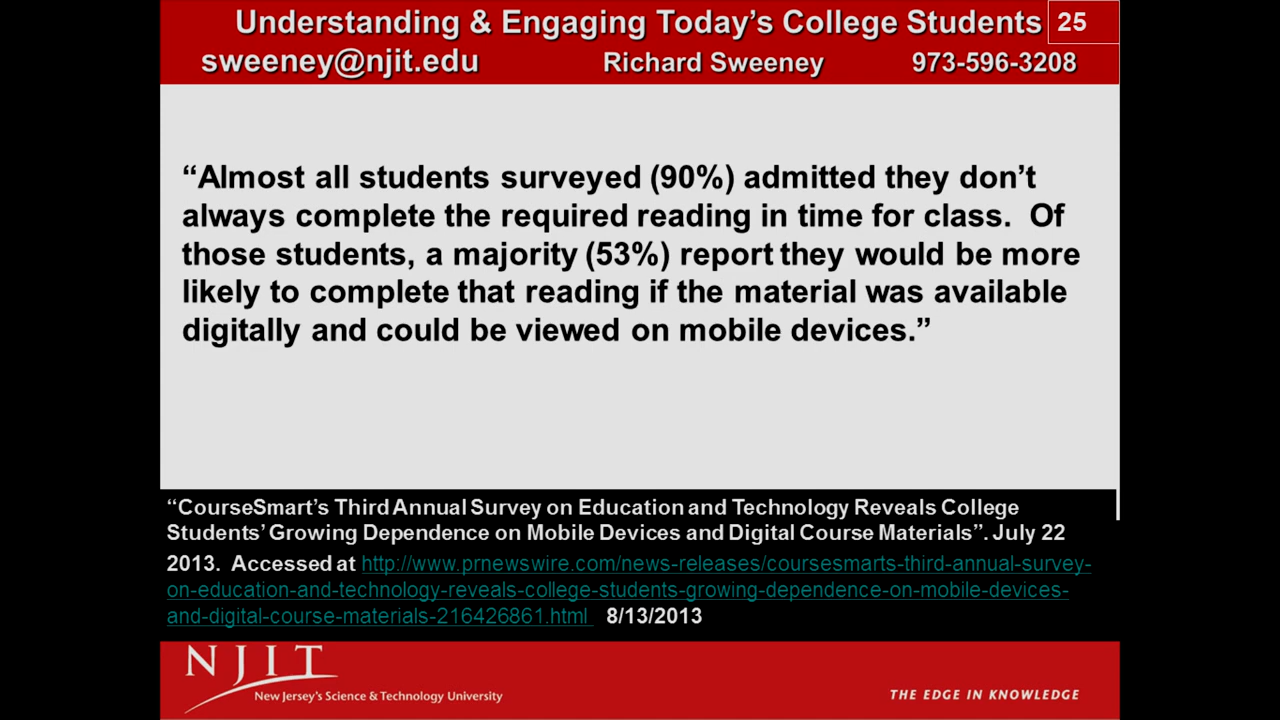 Understanding & Engaging Today’s College Students 25
sweeney@njit.edu Richard Sweeney 973-596-3208
“Almost all students surveyed (90%) admitted they don’t
always complete the required reading in time for class.  Of
those students, a majority (53%) report they would be more
likely to complete that reading if the material was available
digitally and could be viewed on mobile devices.”
“CourseSmart’s Third Annual Survey on Education and Technology Reveals College
Students’ Growing Dependence on Mobile Devices and Digital Course Materials”. July 22
2013.  Accessed at http://www.prnewswire.com/news-releases/coursesmarts-third-annual-survey-
on-education-and-technology-reveals-college-students-growing-dependence-on-mobile-devices-
and-digital-course-materials-216426861.html  8/13/2013
NJIT
New Jersey’s Science & Technology University
THE EDGE IN KNOWLEDGE